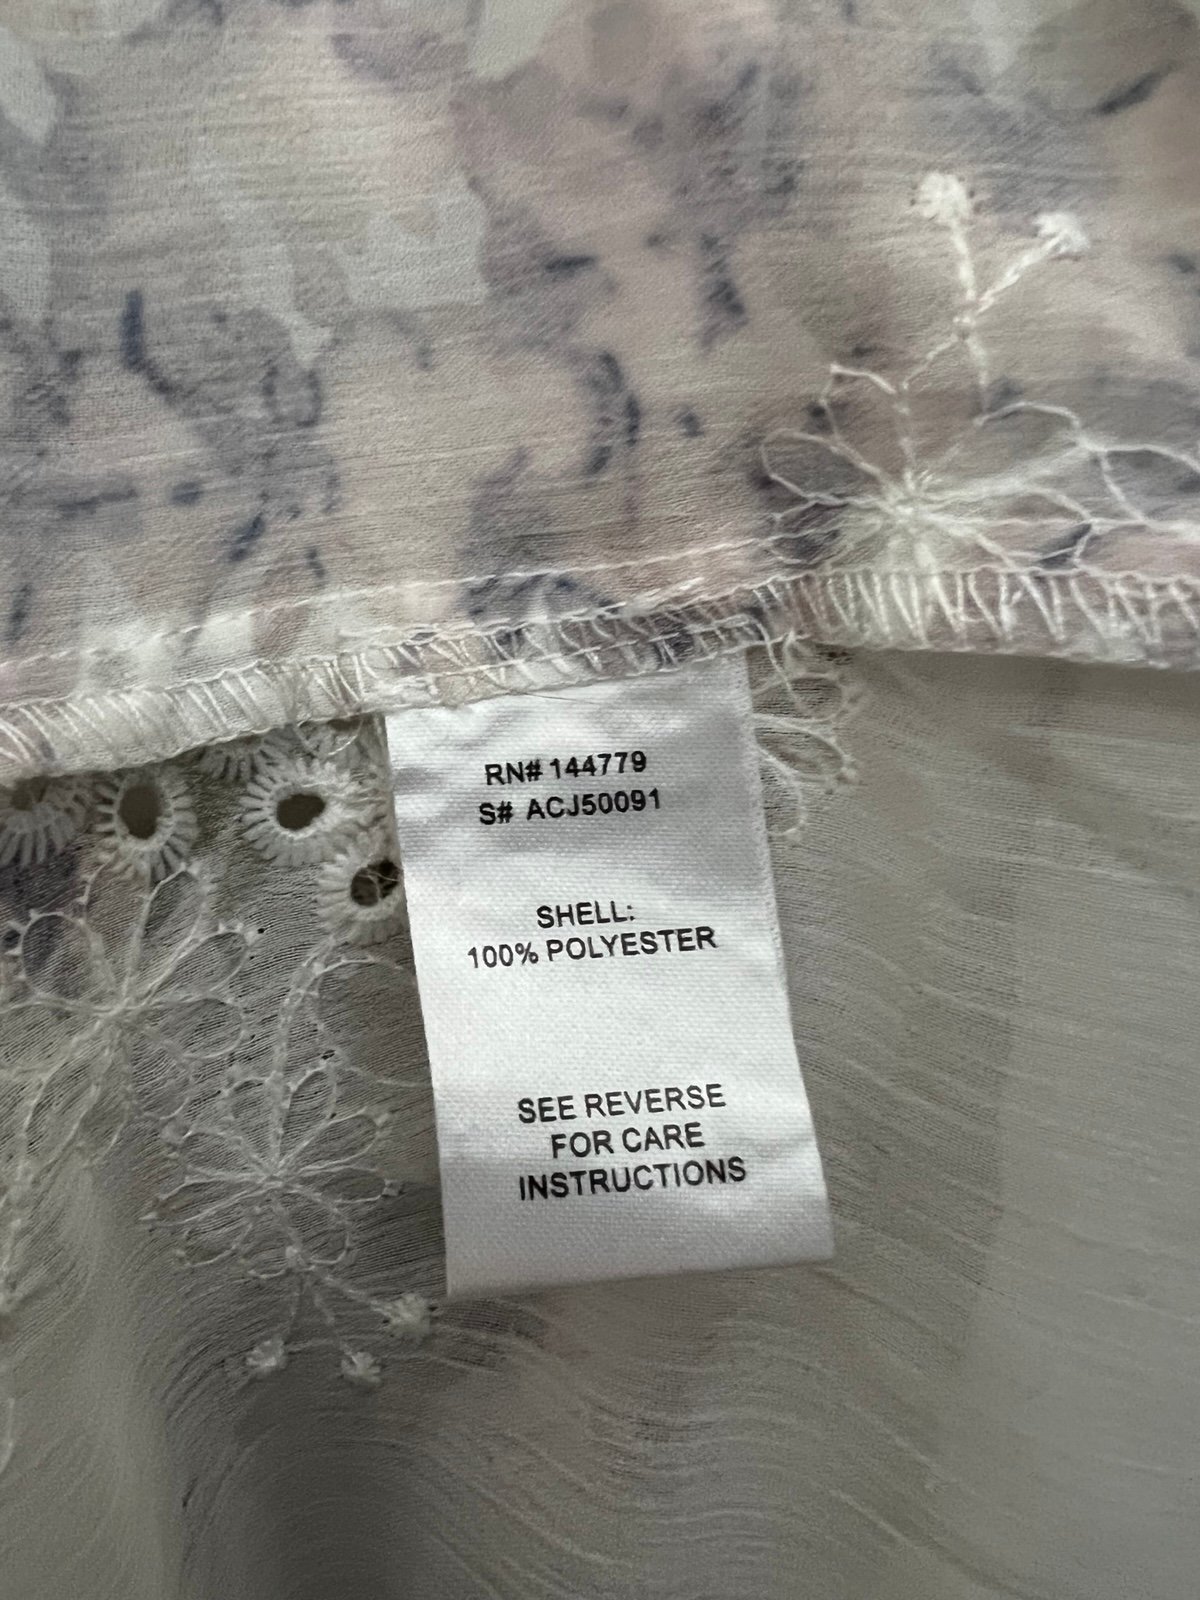 RN# 144779
S# ACJ50091
SHELL:
100% POLYESTER
SEE REVERSE
FOR CARE
INSTRUCTIONS